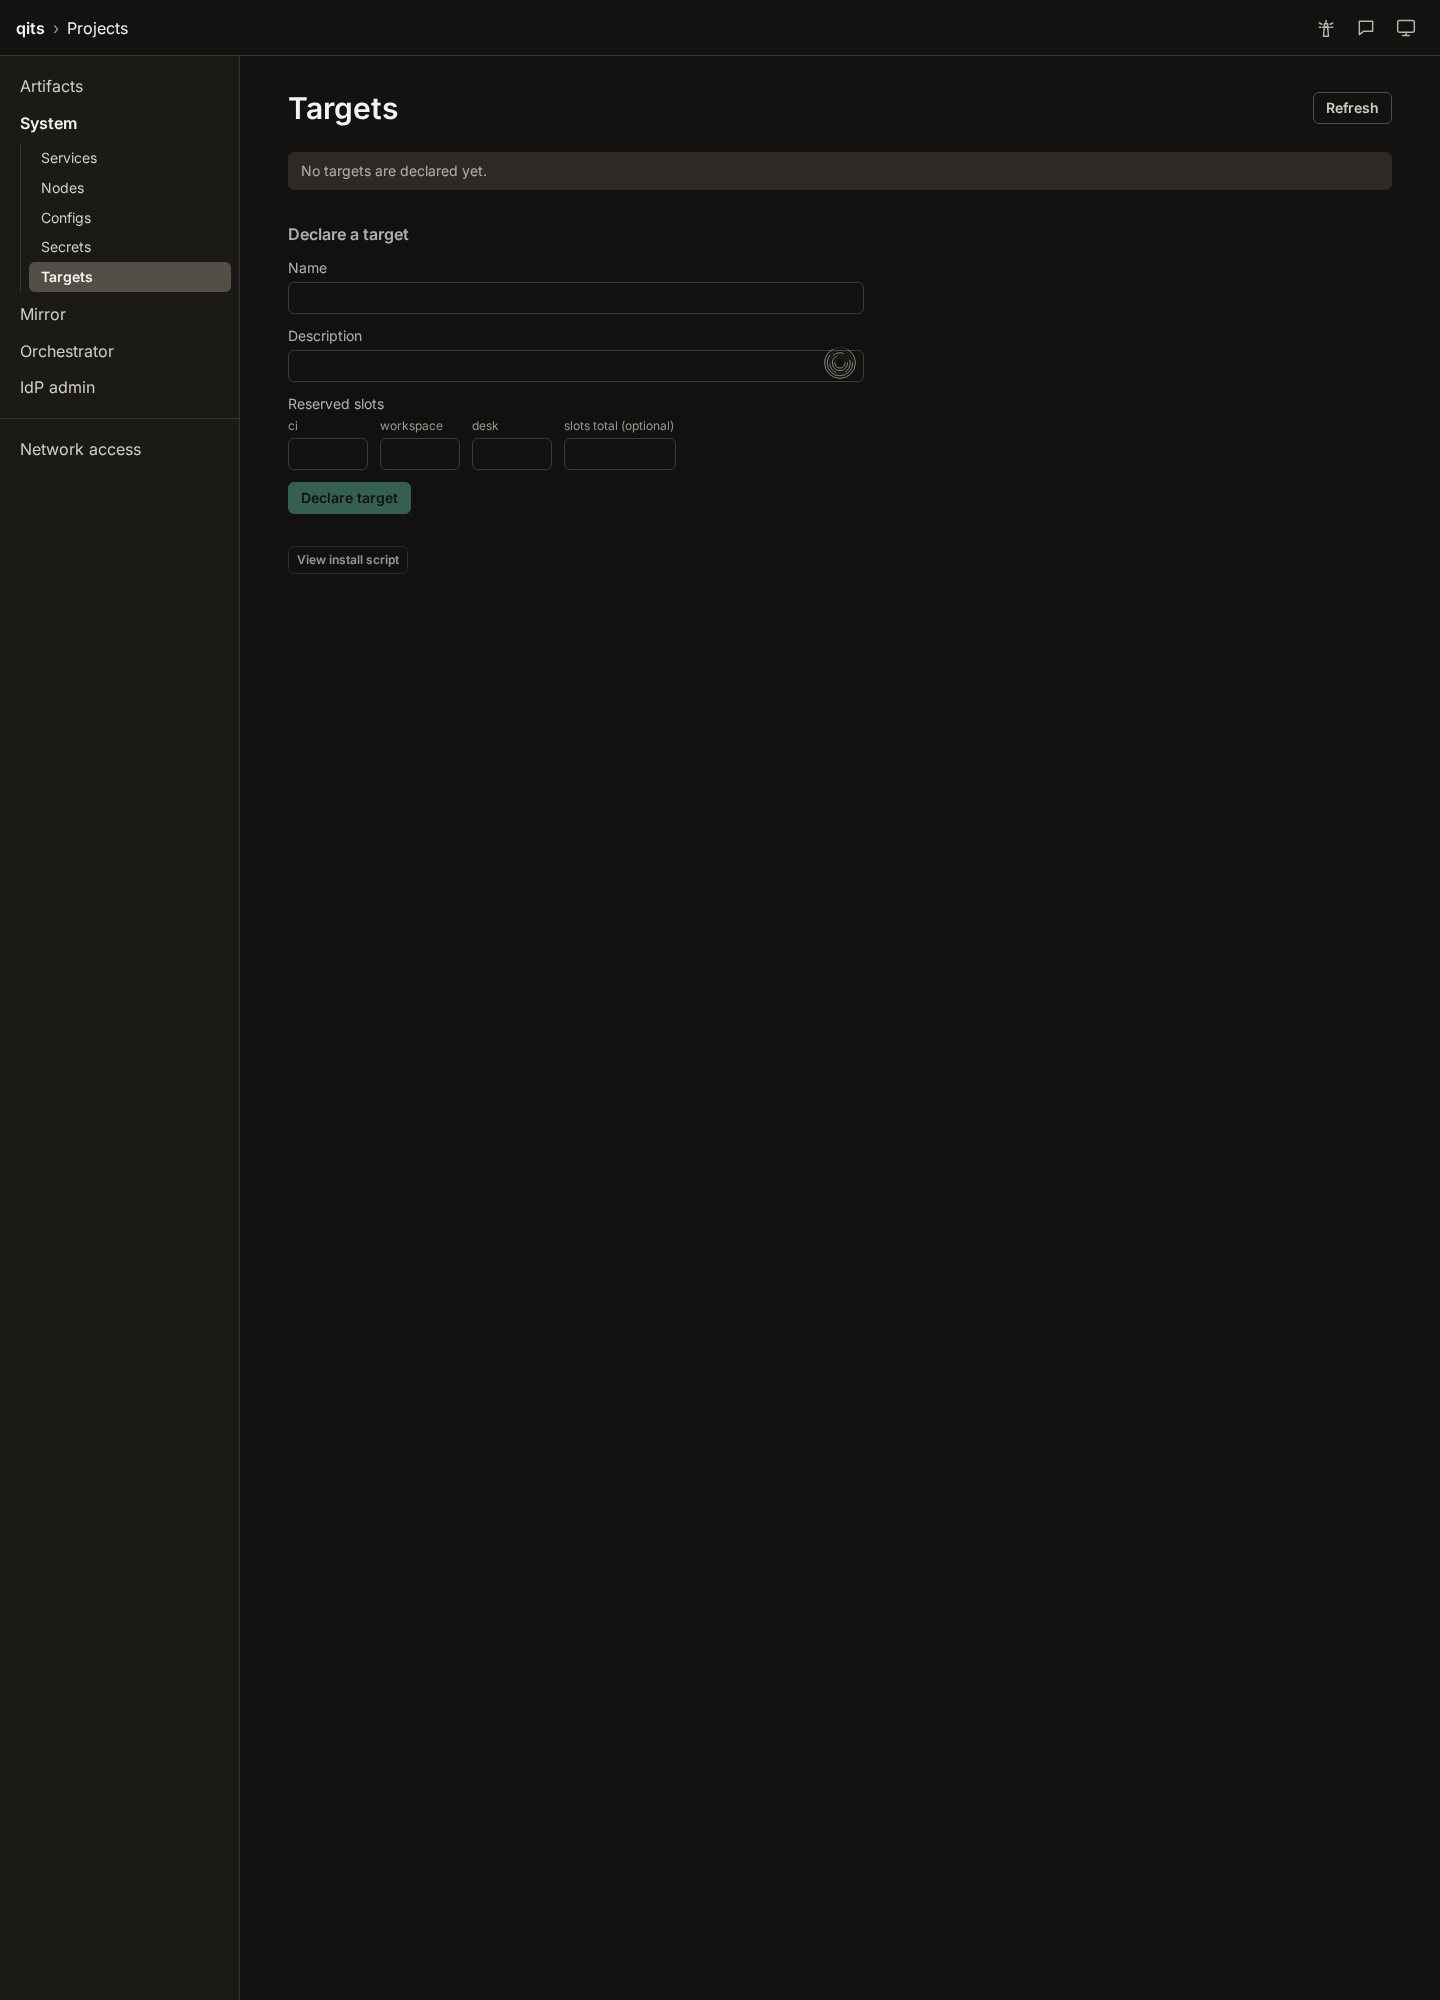 qits › Projects
Artifacts
System
Services
Nodes
Configs
Secrets
Targets
Mirror
Orchestrator
IdP admin
Network access
Targets
Refresh
No targets are declared yet.
Declare a target
Name
Description
Reserved slots
ci workspace desk slots total (optional)
Declare target
View install script